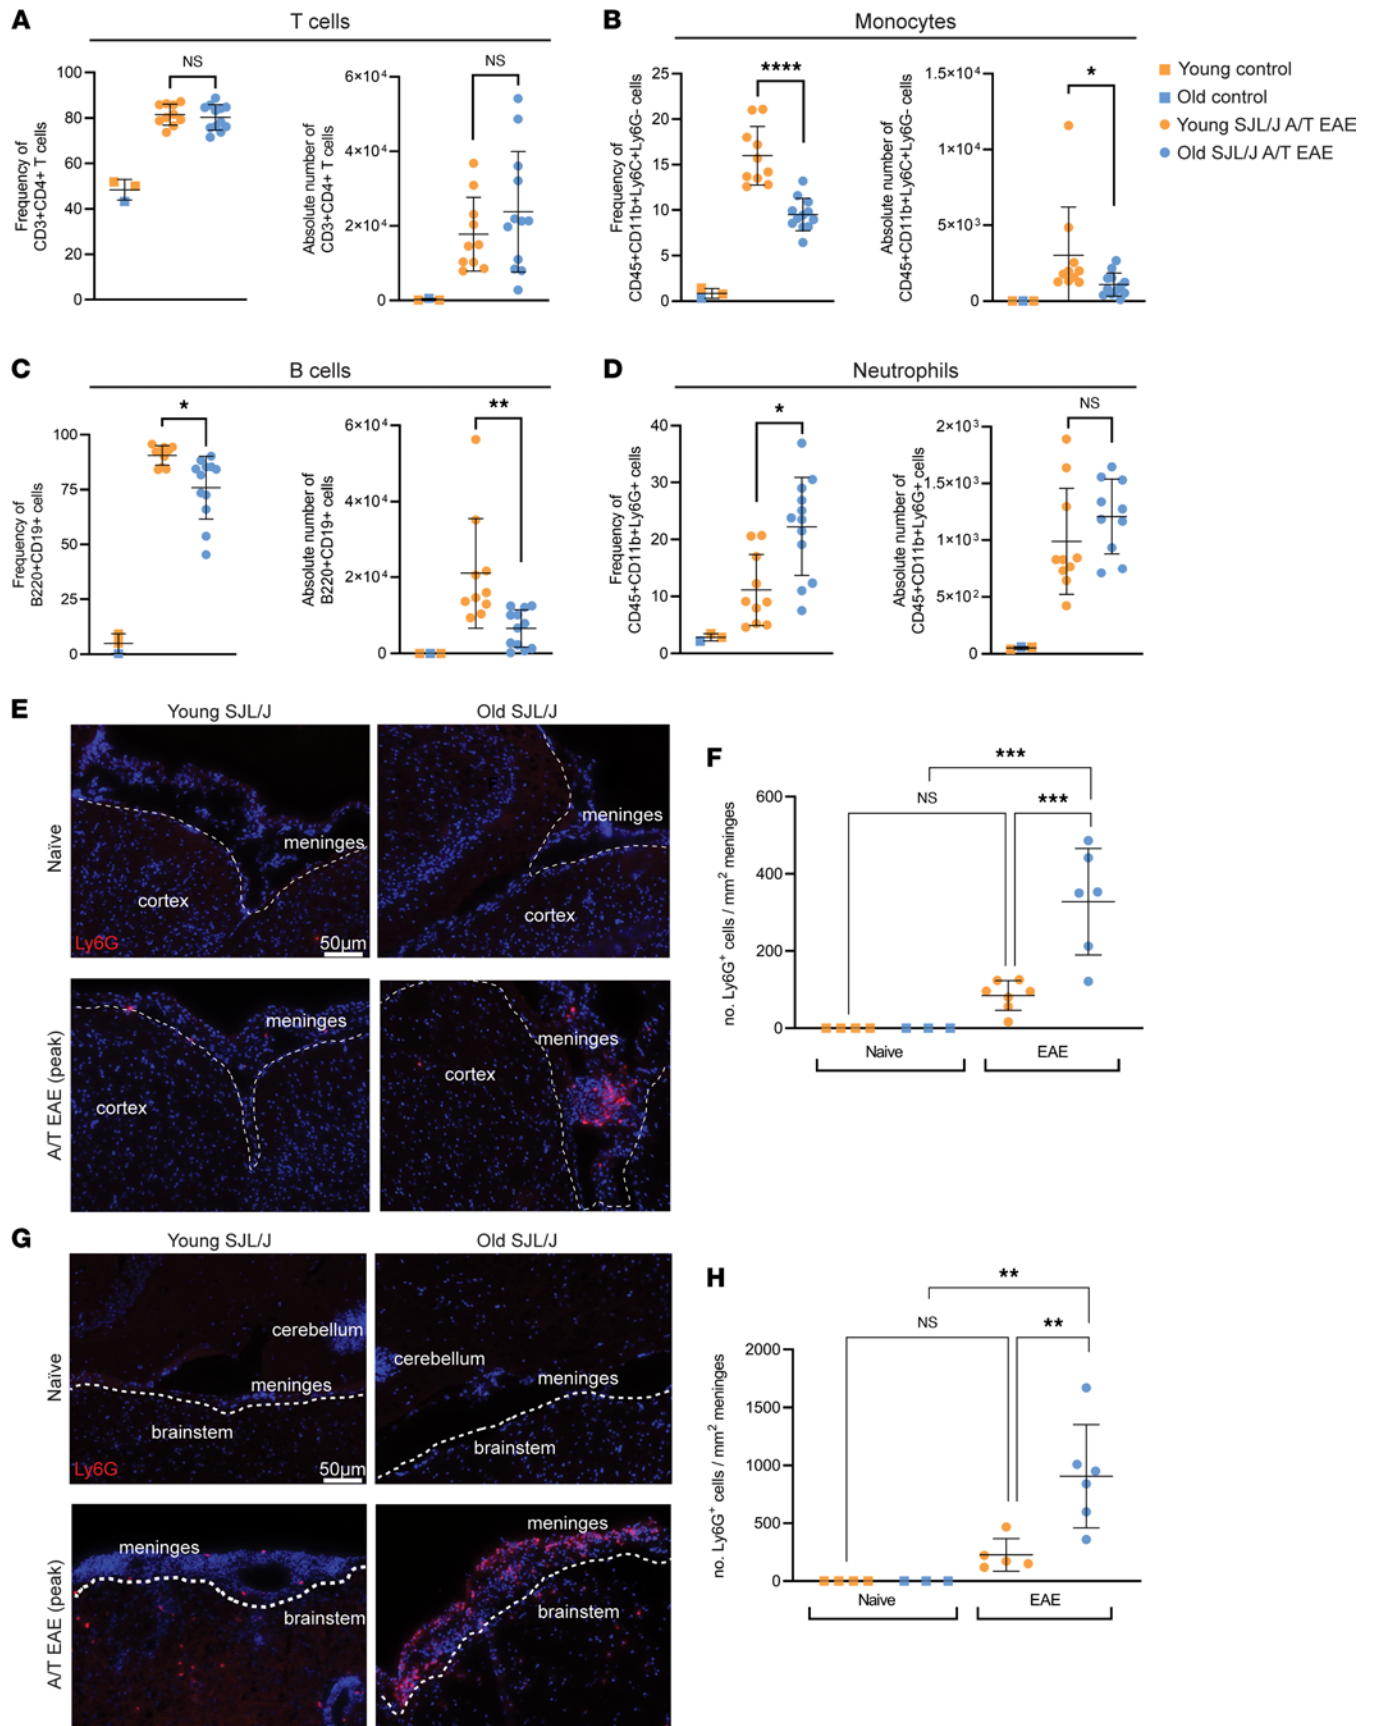 A
T cells
NS
100
80
60
40
20
0
Frequency of
CD3+CD4+ T cells
NS
6×10⁴
4×10⁴
2×10⁴
0
Absolute number of
CD3+CD4+ T cells
B
Monocytes
****
25
20
15
10
5
0
Frequency of
CD45+CD11b+Ly6C+Ly6G- cells
*
1.5×10⁴
1×10⁴
5×10³
0
Absolute number of
CD45+CD11b+Ly6C+Ly6G- cells
Young control
Old control
Young SJL/J A/T EAE
Old SJL/J A/T EAE
C
B cells
*
100
75
50
25
0
Frequency of
B220+CD19+ cells
**
6×10⁴
4×10⁴
2×10⁴
0
Absolute number of
B220+CD19+ cells
D
Neutrophils
*
40
30
20
10
0
Frequency of
CD45+CD11b+Ly6G+ cells
NS
2×10³
1.5×10³
1×10³
5×10²
0
Absolute number of
CD45+CD11b+Ly6G+ cells
E
Young SJL/J
Old SJL/J
Naïve
meninges
cortex
Ly6G
50µm
meninges
cortex
A/T EAE (peak)
meninges
cortex
meninges
cortex
F
***
NS
***
600
400
200
0
no. Ly6G⁺ cells / mm² meninges
Naive
EAE
G
Young SJL/J
Old SJL/J
Naïve
cerebellum
meninges
brainstem
Ly6G
50µm
cerebellum
meninges
brainstem
A/T EAE (peak)
meninges
brainstem
meninges
brainstem
H
**
NS
**
2000
1500
1000
500
0
no. Ly6G⁺ cells / mm² meninges
Naive
EAE